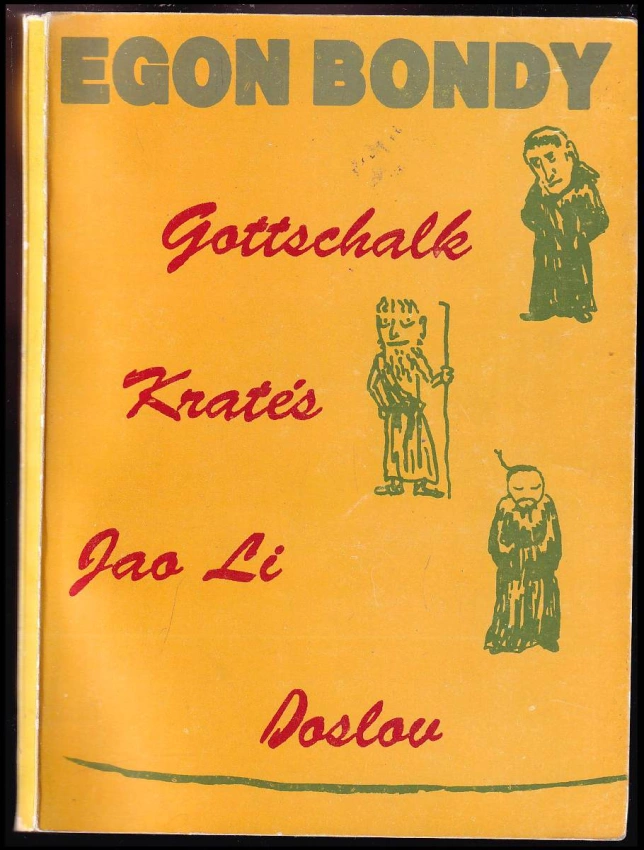 EGON BONDY
Gottschalk
Kratés
Jao Li
Doslov